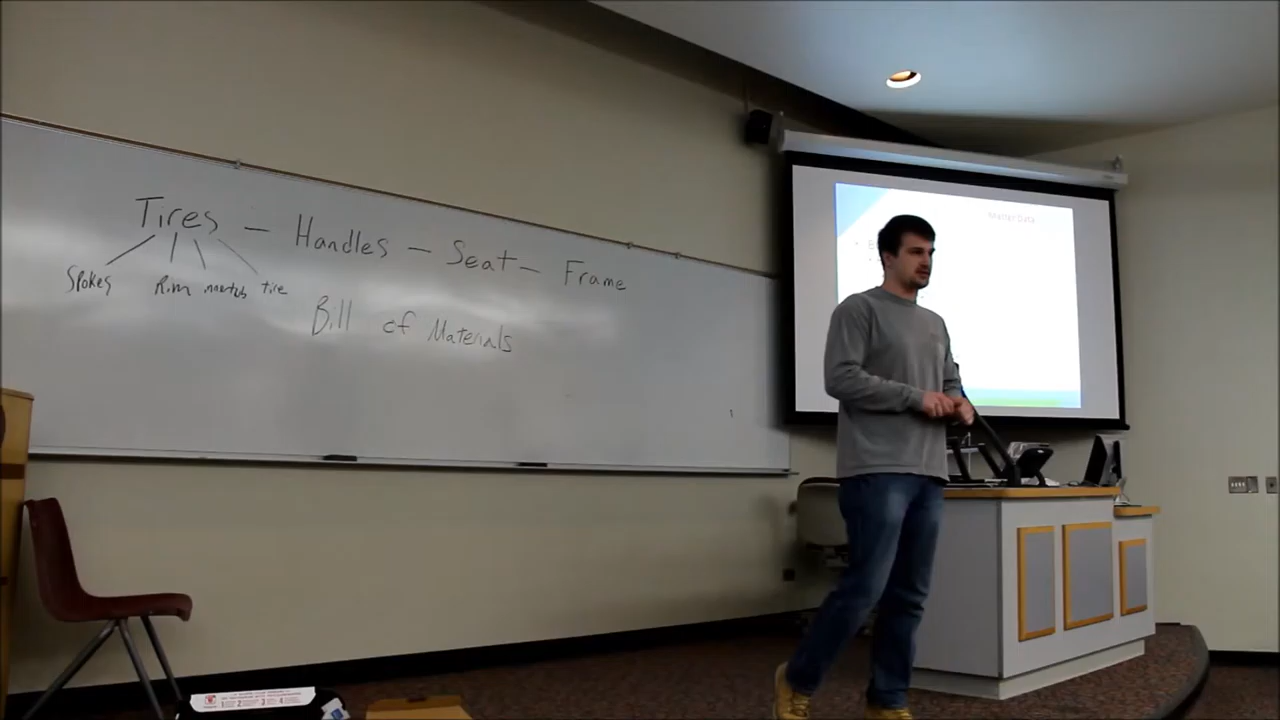 Tires - Handles - Seat - Frame
Spokes Rim tire
Bill of Materials
Master Data